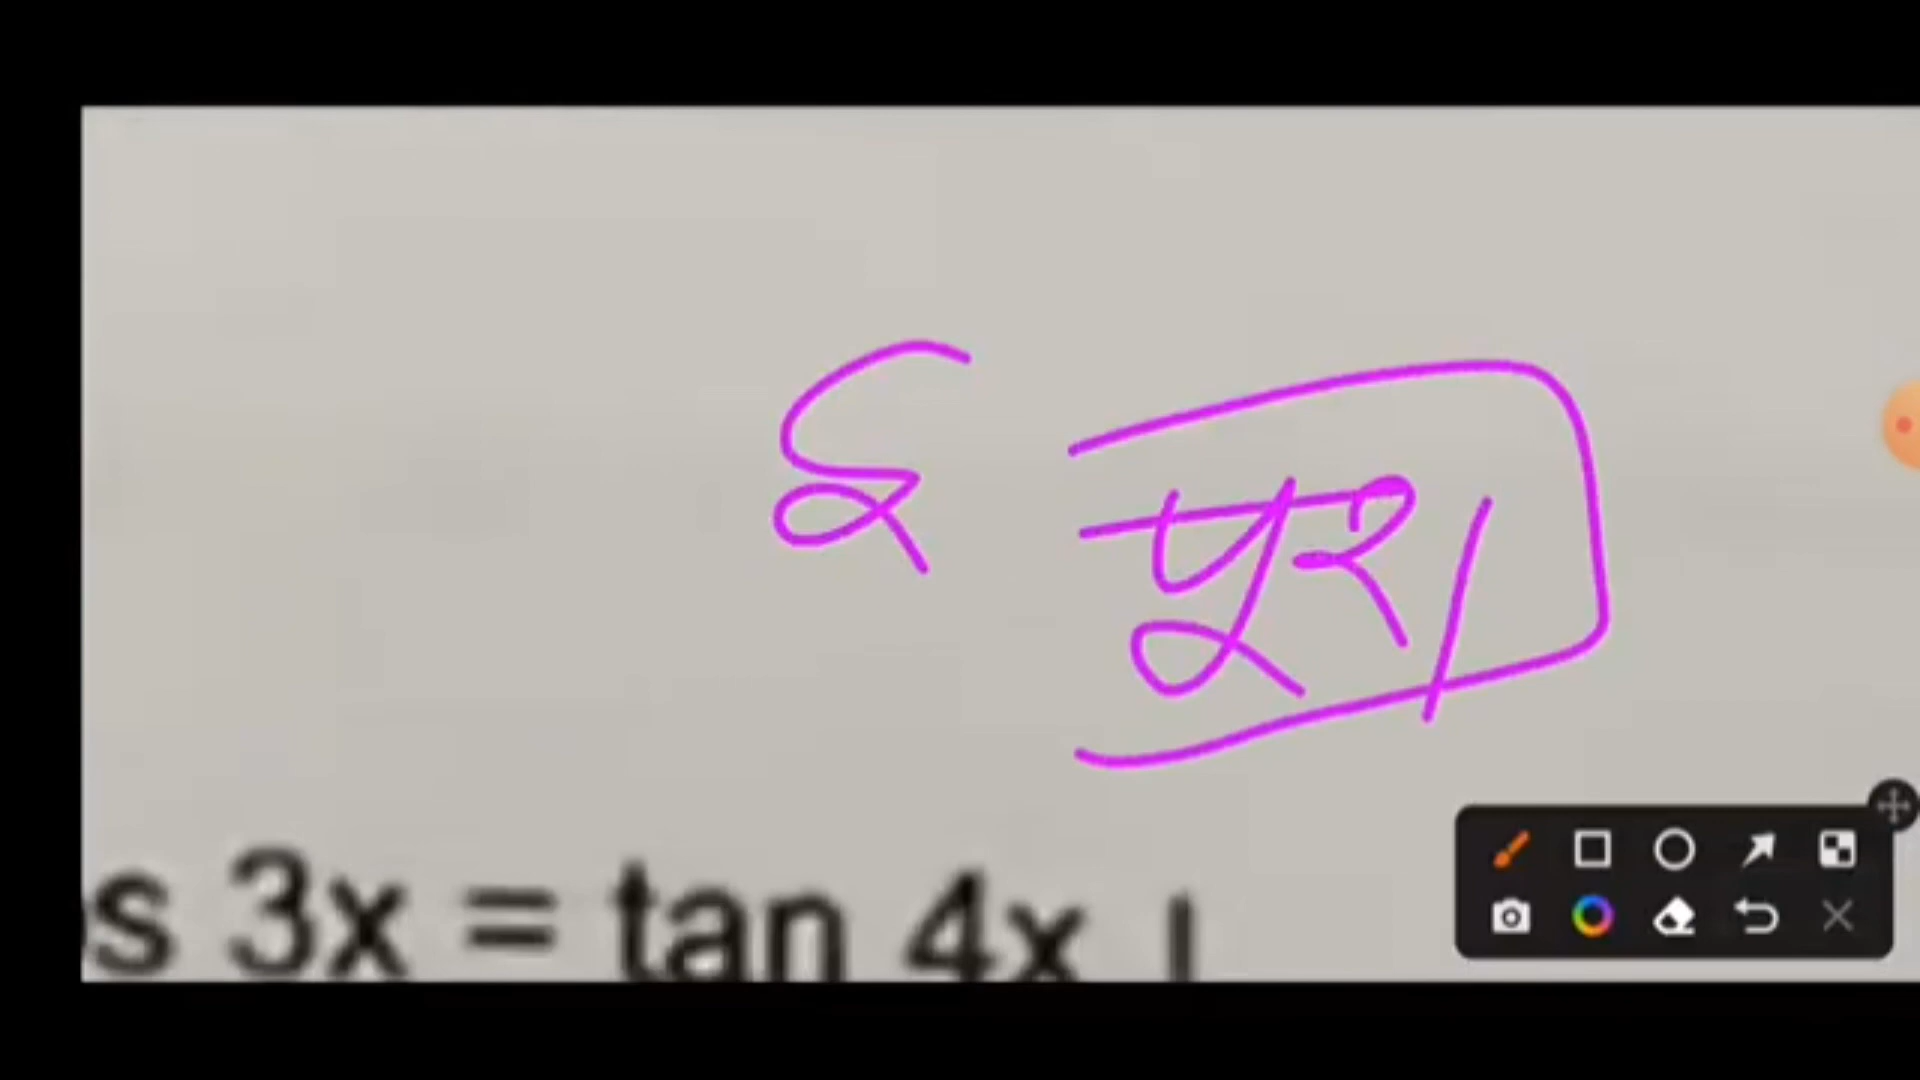 पुरा
s 3x = tan 4x |